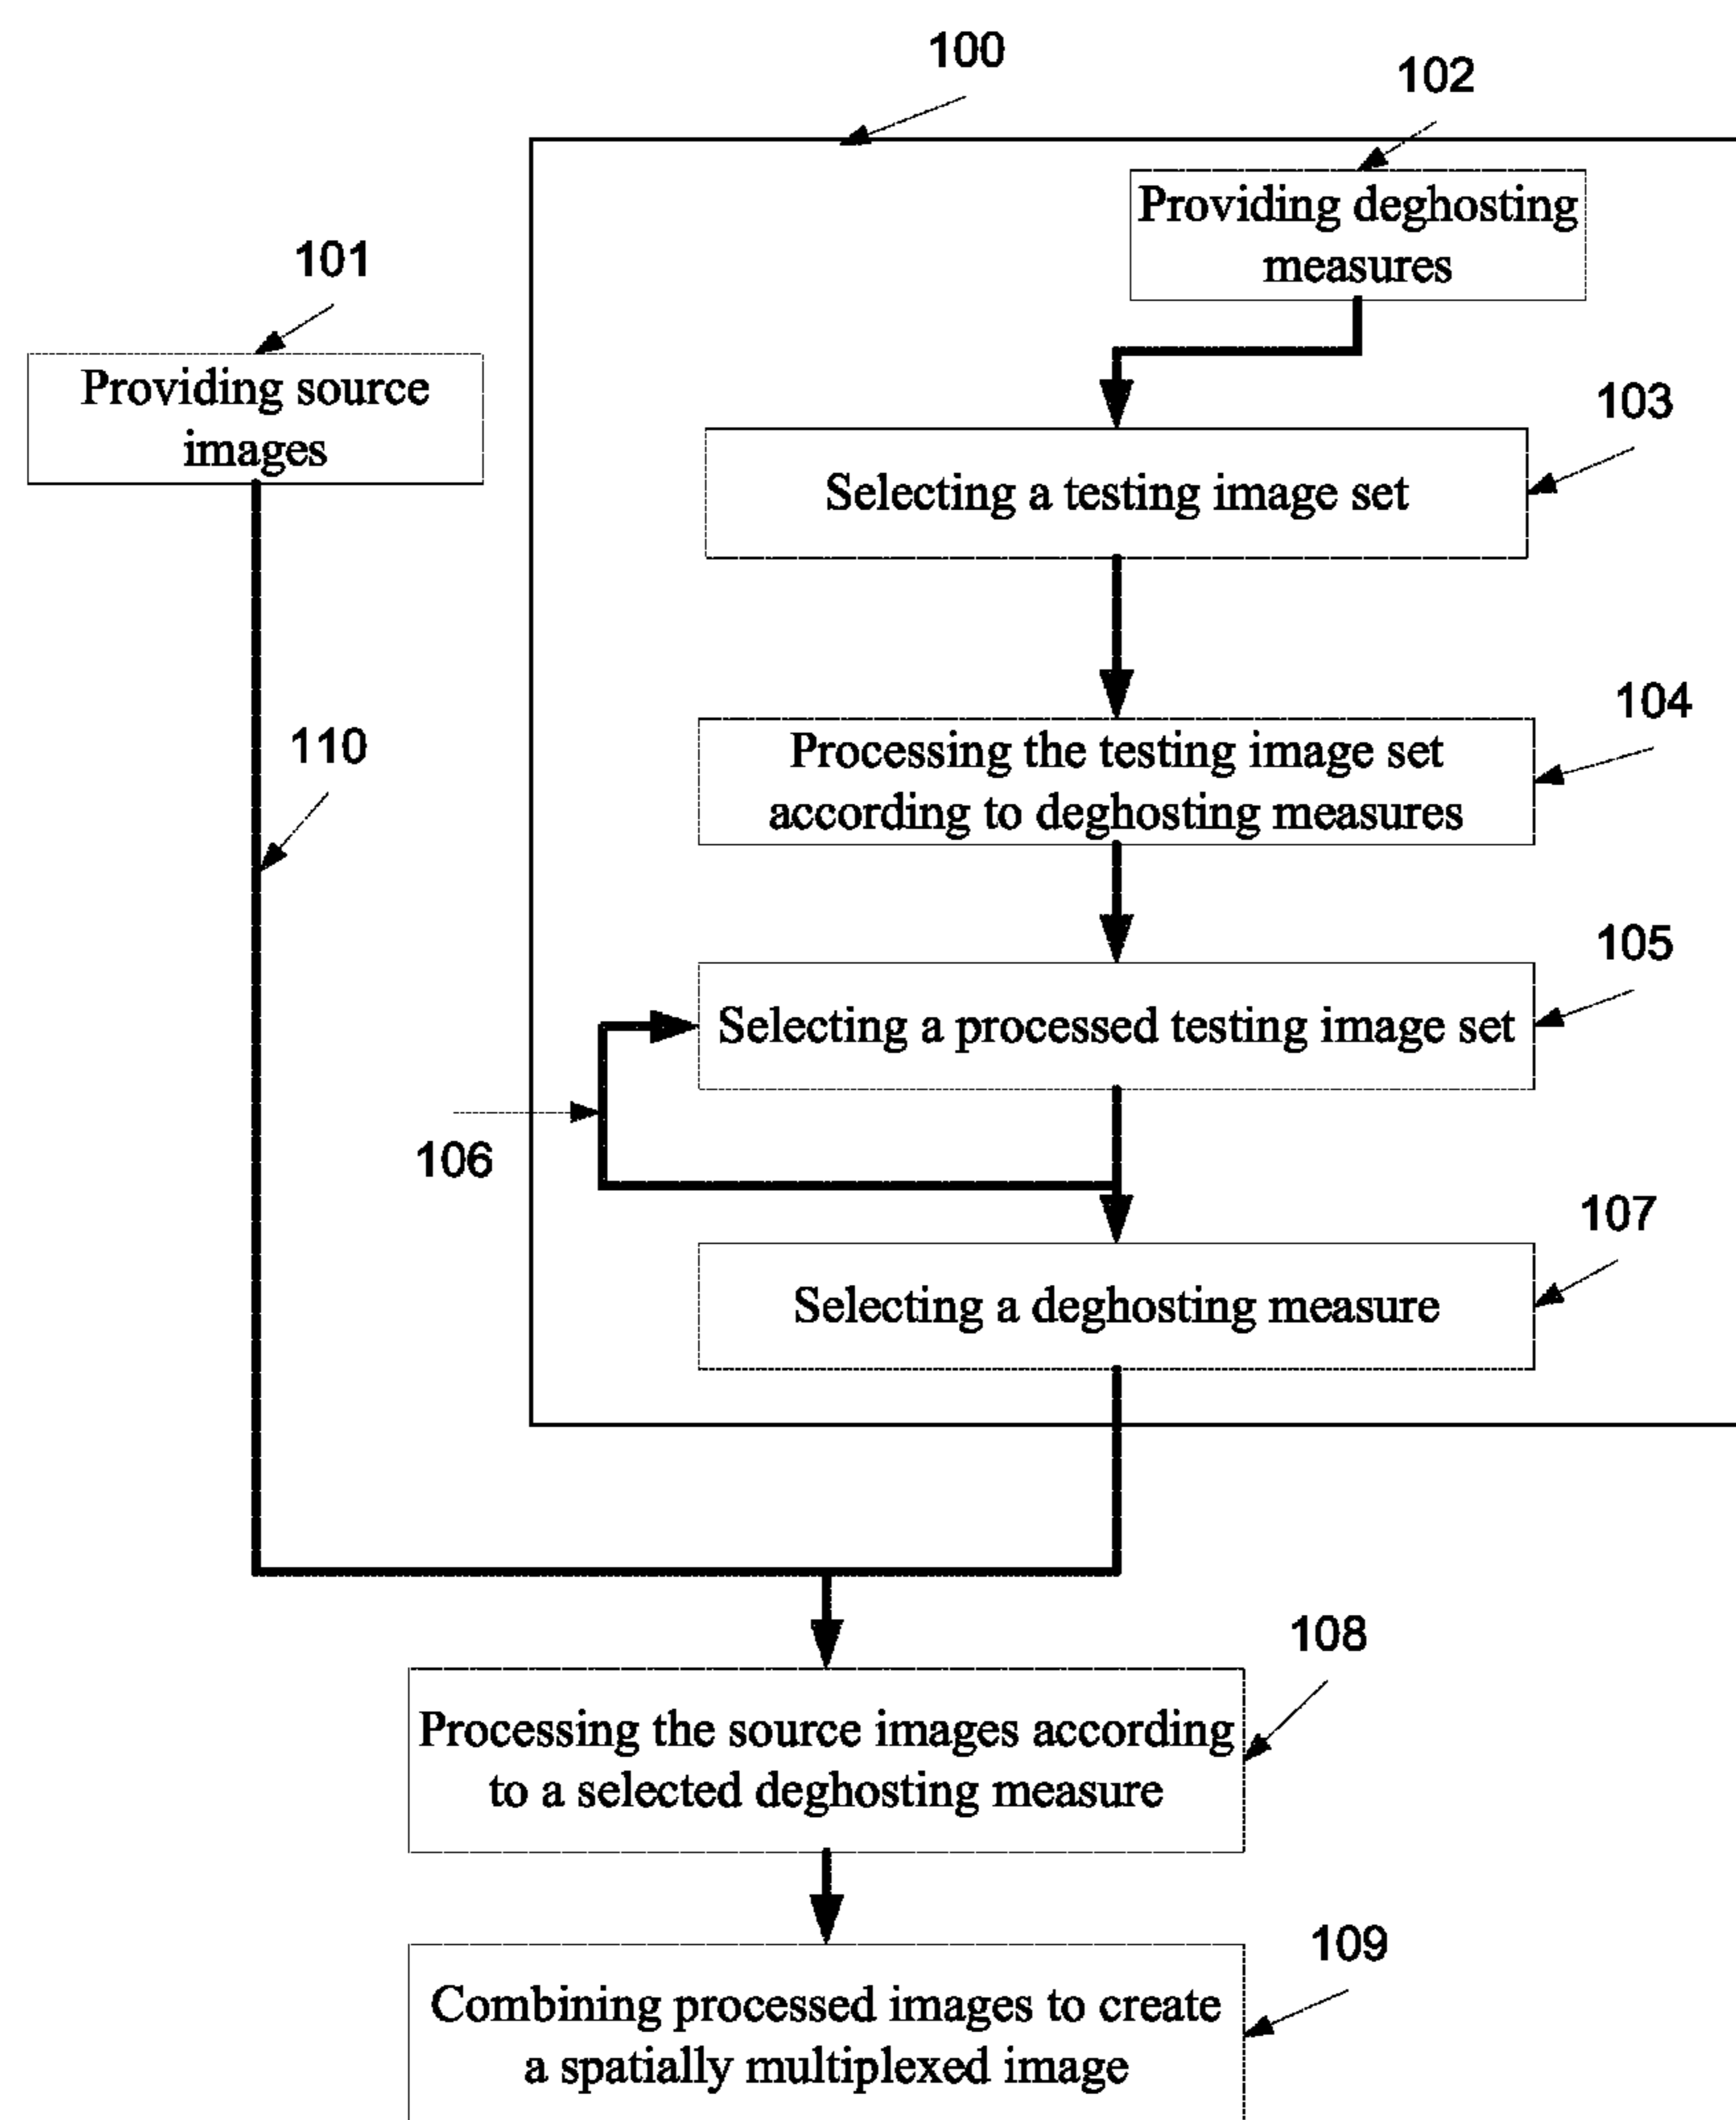 100
102
Providing deghosting
measures
101
Providing source
images
103
Selecting a testing image set
104
Processing the testing image set
according to deghosting measures
110
105
Selecting a processed testing image set
106
107
Selecting a deghosting measure
108
Processing the source images according
to a selected deghosting measure
109
Combining processed images to create
a spatially multiplexed image